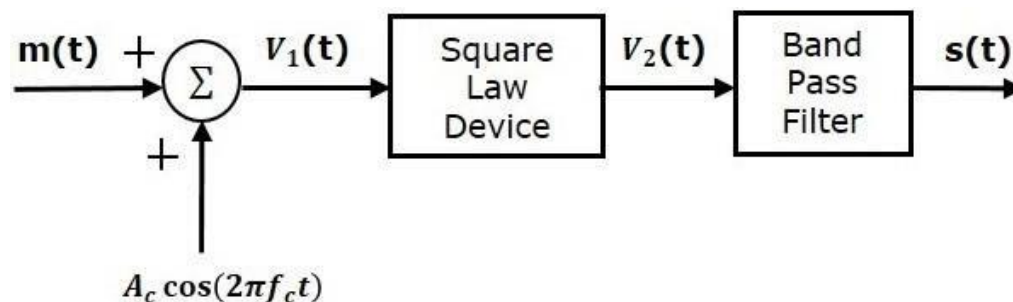 m(t) + Σ V₁(t) Square Law Device V₂(t) Band Pass Filter s(t)
+
A_c cos(2πf_c t)